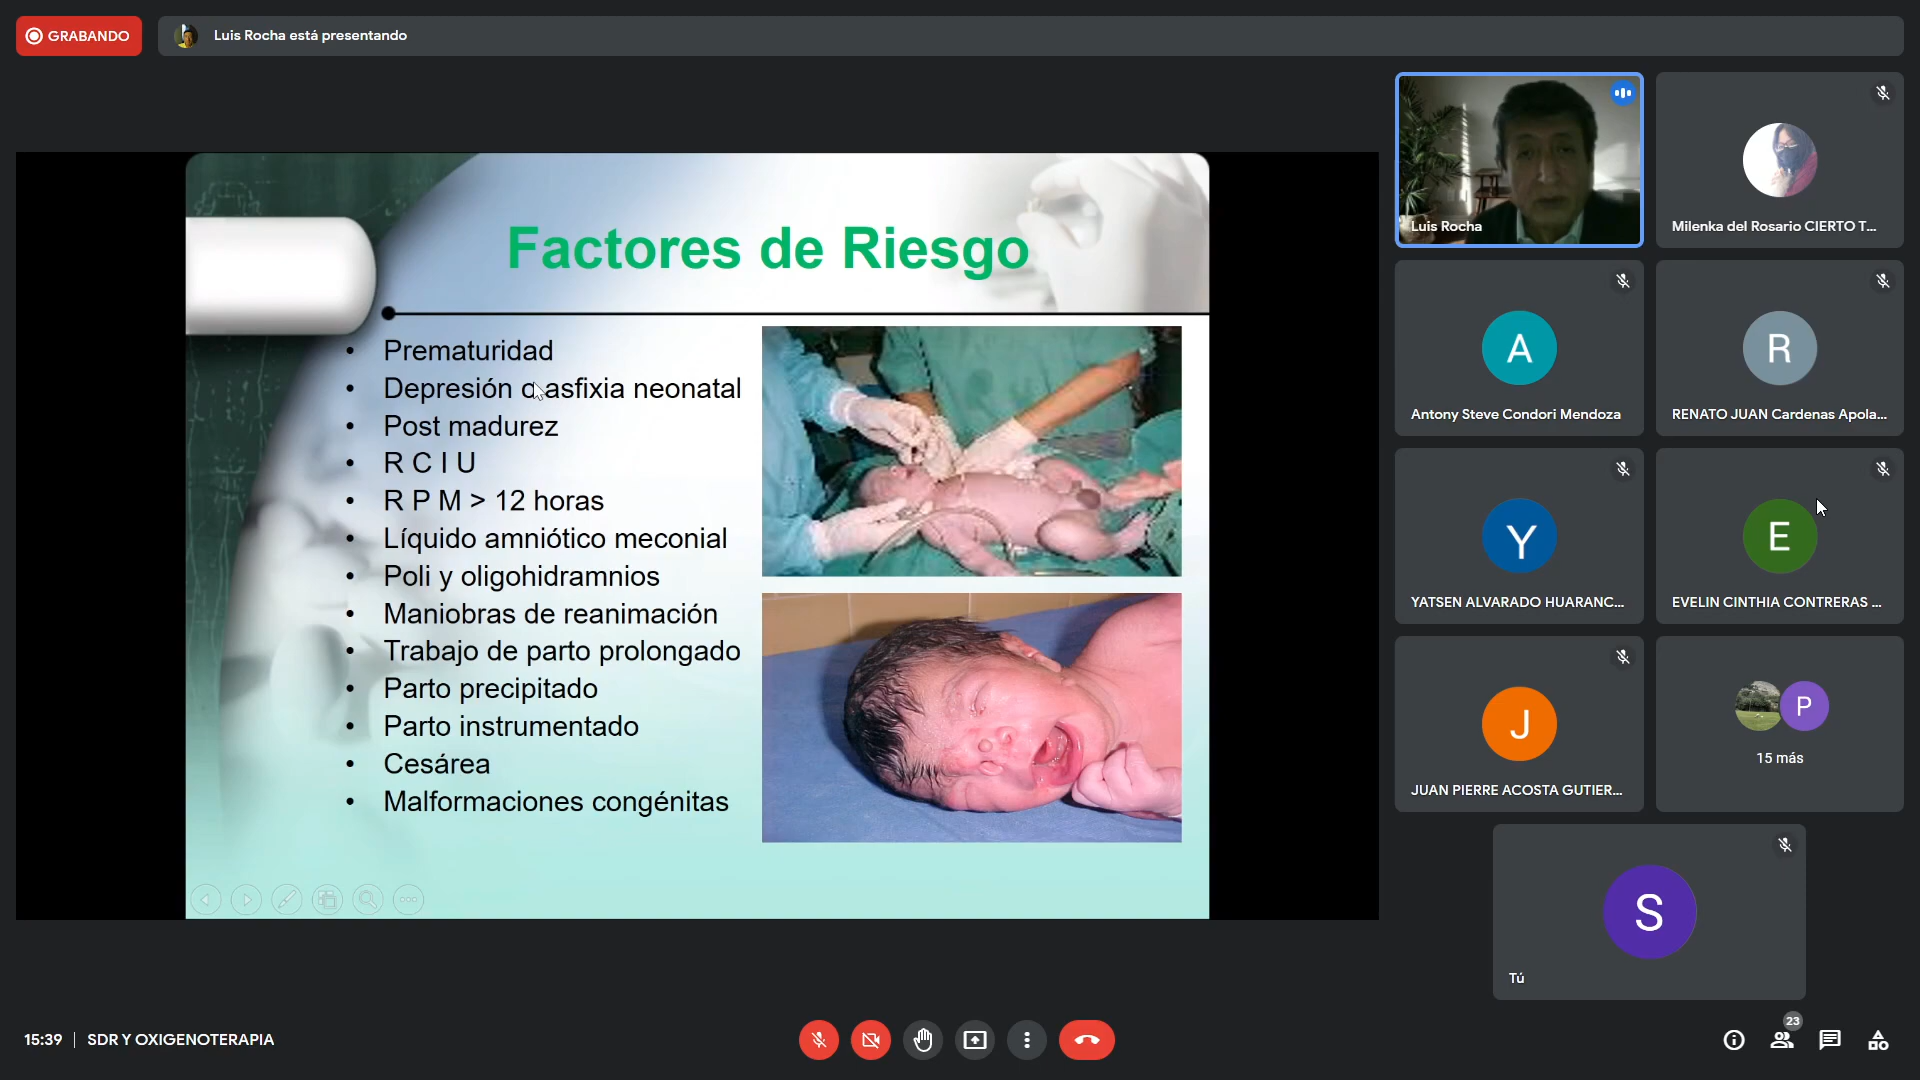 GRABANDO
Luis Rocha está presentando
Factores de Riesgo
• Prematuridad
• Depresión o asfixia neonatal
• Post madurez
• R C I U
• R P M > 12 horas
• Líquido amniótico meconial
• Poli y oligohidramnios
• Maniobras de reanimación
• Trabajo de parto prolongado
• Parto precipitado
• Parto instrumentado
• Cesárea
• Malformaciones congénitas
Luis Rocha
Milenka del Rosario CIERTO T...
A
Antony Steve Condori Mendoza
R
RENATO JUAN Cardenas Apola...
Y
YATSEN ALVARADO HUARANC...
E
EVELIN CINTHIA CONTRERAS ...
J
JUAN PIERRE ACOSTA GUTIER...
P
15 más
S
Tú
15:39 | SDR Y OXIGENOTERAPIA
23